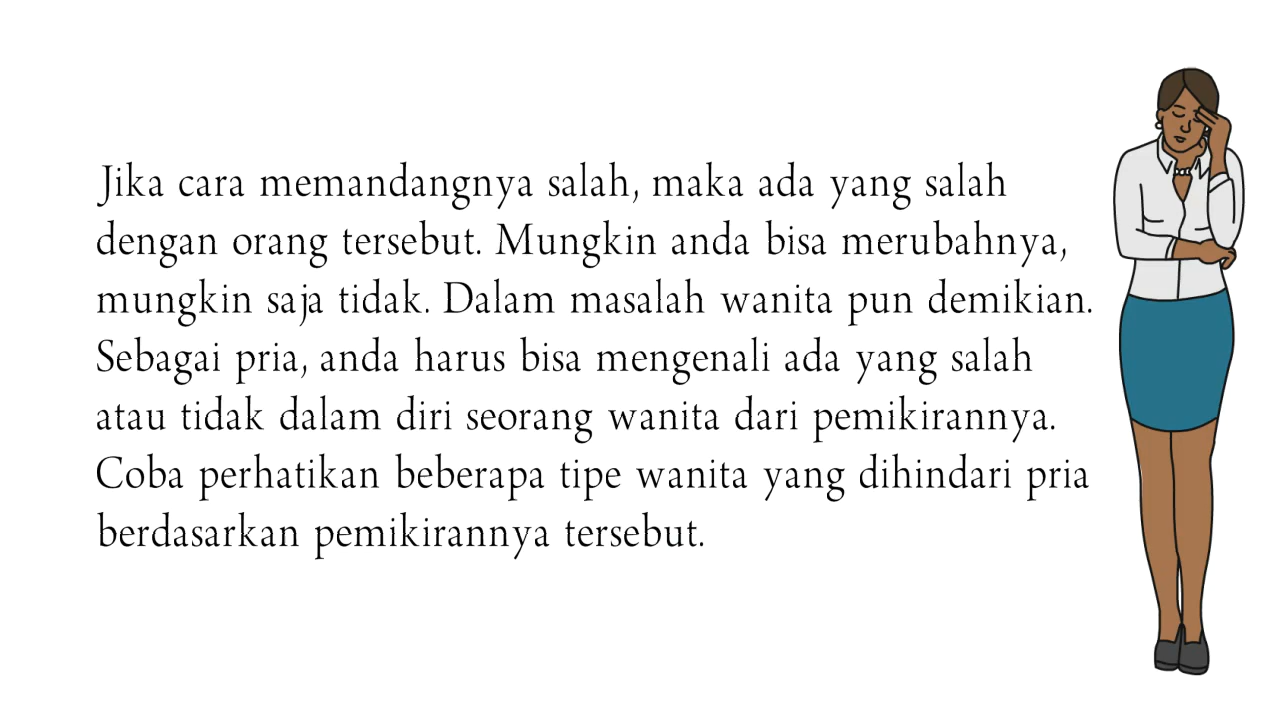 Jika cara memandangnya salah, maka ada yang salah
dengan orang tersebut. Mungkin anda bisa merubahnya,
mungkin saja tidak. Dalam masalah wanita pun demikian.
Sebagai pria, anda harus bisa mengenali ada yang salah
atau tidak dalam diri seorang wanita dari pemikirannya.
Coba perhatikan beberapa tipe wanita yang dihindari pria
berdasarkan pemikirannya tersebut.